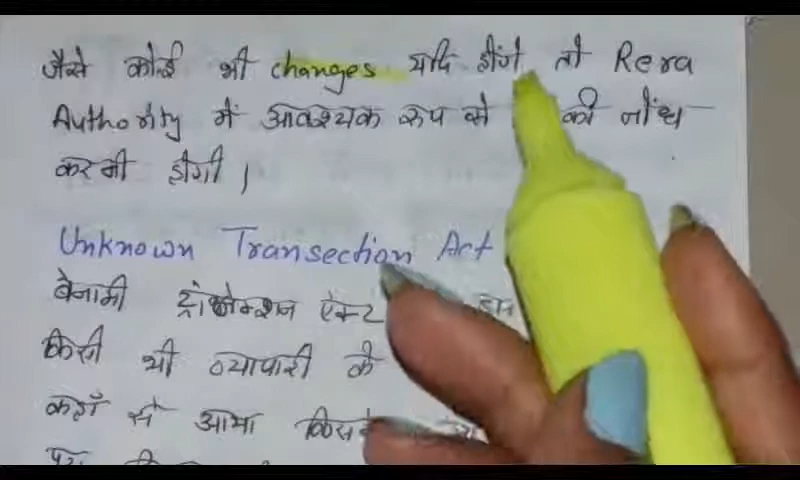 जैसे कोई भी changes यदि होंगे तो Rera
Authority में आवश्यक रूप से की नोंध
करनी होगी ।
Unknown Transection Act
बेनामी ट्रांजेक्शन ऐक्ट
किसी भी व्यापारी के
कहाँ से आया